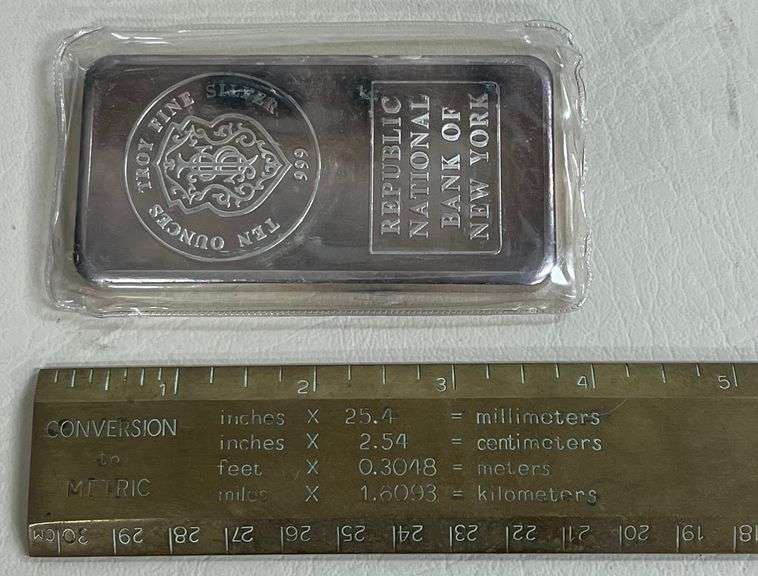 TEN OUNCES TROY FINE SILVER 999
REPUBLIC
NATIONAL
BANK OF
NEW YORK
1 2 3 4 5
CONVERSION
to
METRIC
inches X 25.4 = millimeters
inches X 2.54 = centimeters
feet X 0.3048 = meters
miles X 1.6093 = kilometers
CM 30 29 28 27 26 25 24 23 22 21 20 19 18